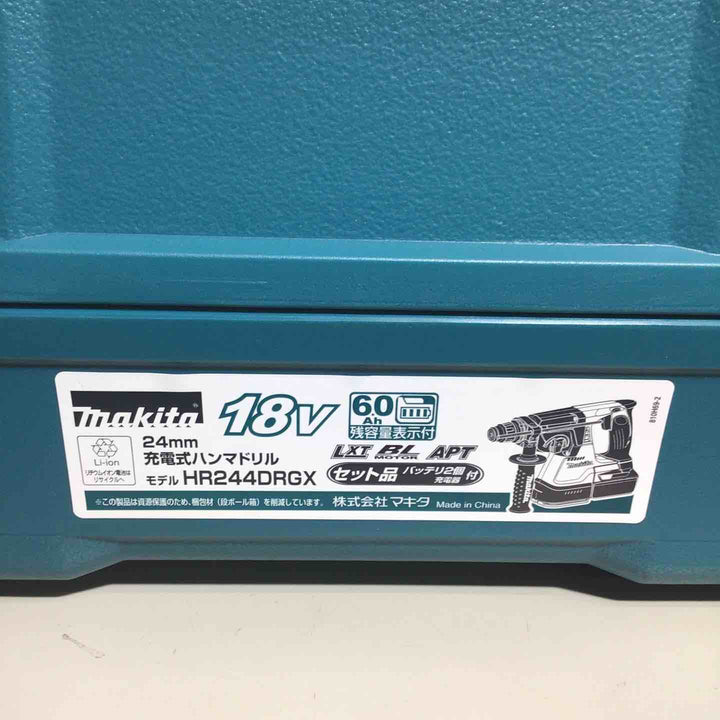 makita
18V
6.0
Ah
残容量表示付
Li-ion
リチウムイオン電池は
リサイクルへ
24mm
充電式ハンマドリル
モデル HR244DRGX
LXT BL MOTOR APT
セット品 バッテリ2個 充電器 付
※この製品は資源保護のため、梱包材（段ボール箱）を削減しています。 株式会社マキタ Made in China
810H69-2
makita